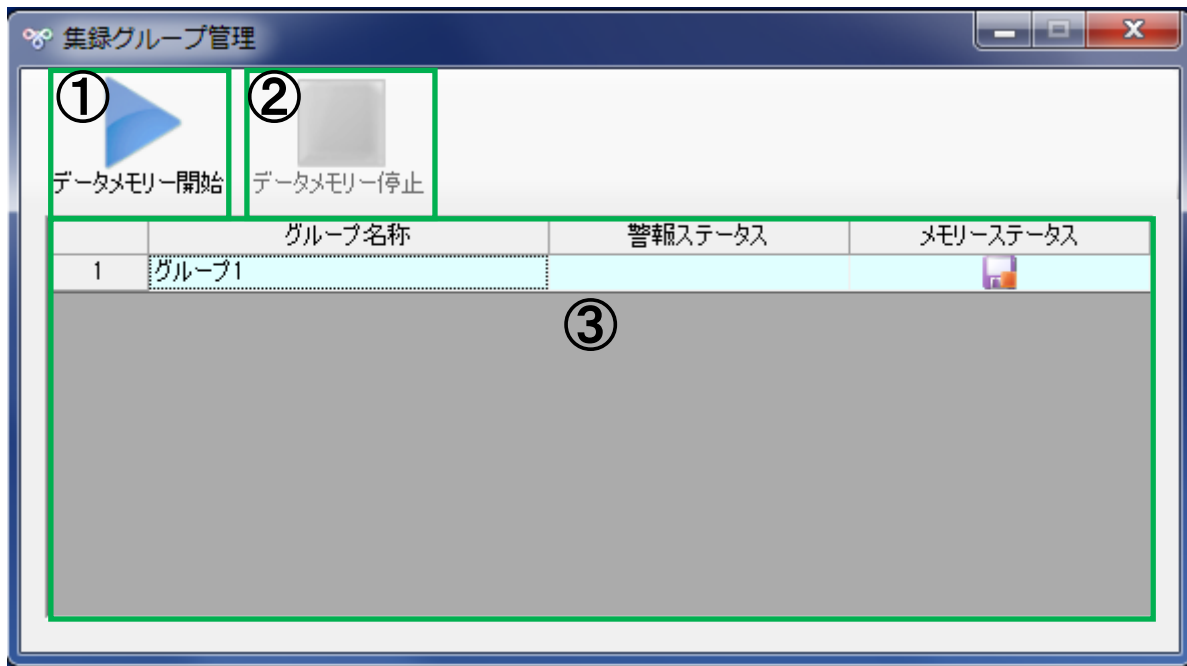 集録グループ管理
① ②
データメモリー開始 データメモリー停止
グループ名称 警報ステータス メモリーステータス
1 グループ1
③